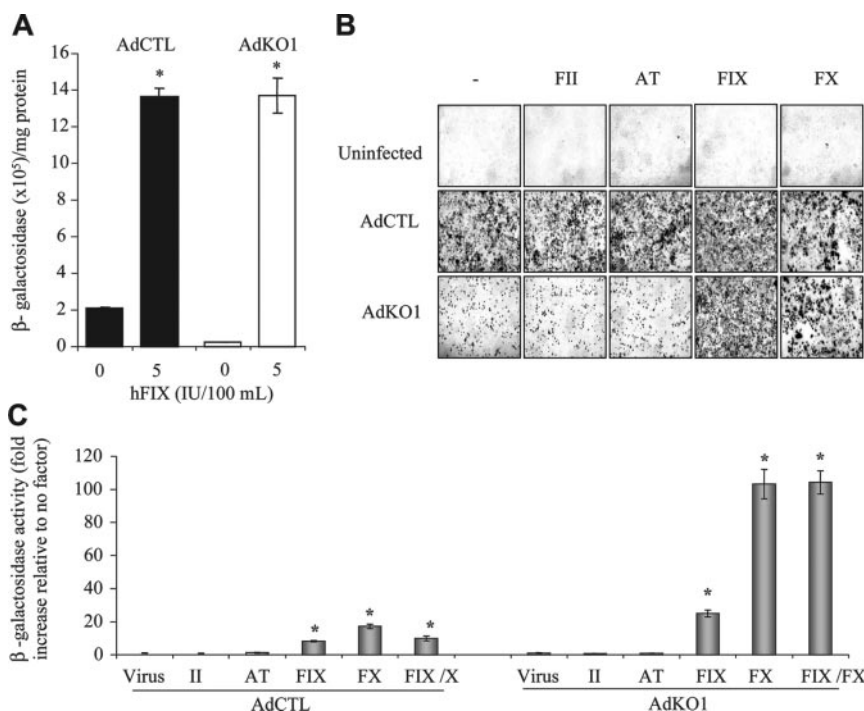 A
AdCTL
AdKO1
*
*
16
14
12
10
8
6
4
2
0
β- galactosidase (x10⁵)/mg protein
0
5
0
5
hFIX (IU/100 mL)
B
-
FII
AT
FIX
FX
Uninfected
AdCTL
AdKO1
C
β -galactosidase activity (fold
increase relative to no factor)
120
100
80
60
40
20
0
*
*
*
*
*
*
Virus
II
AT
FIX
FX
FIX /X
Virus
II
AT
FIX
FX
FIX /FX
AdCTL
AdKO1